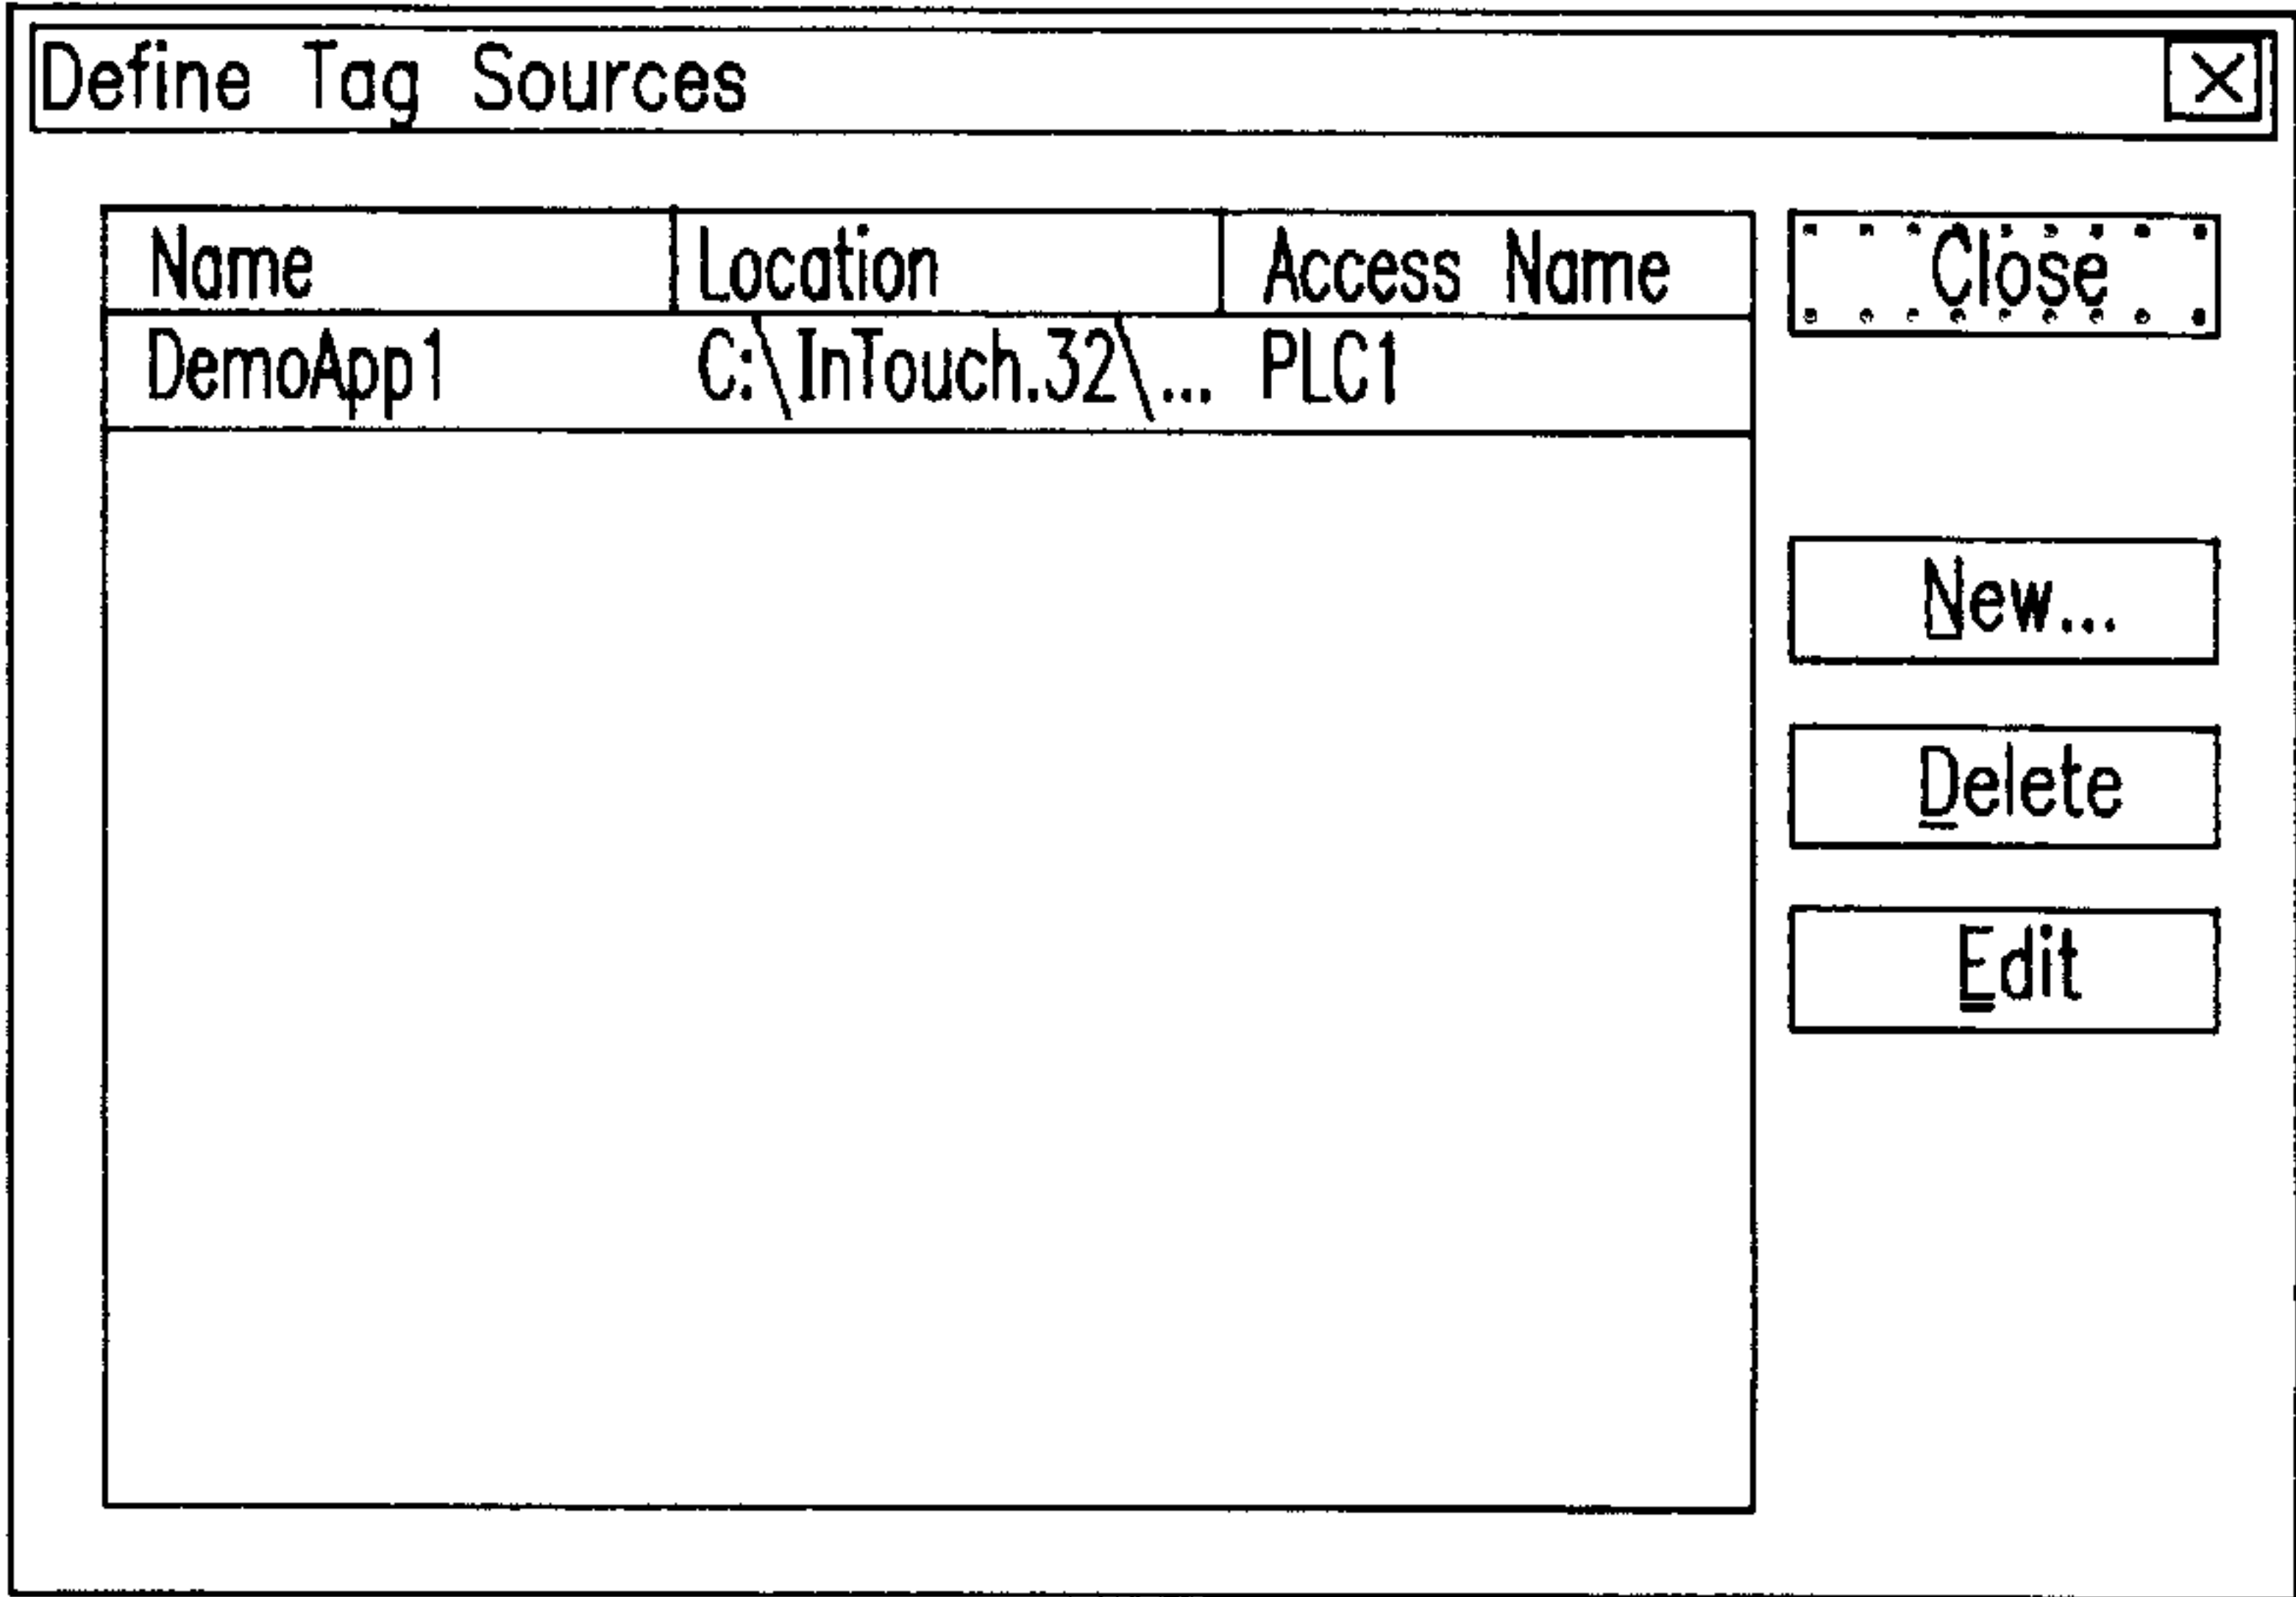 Define Tag Sources
Name Location Access Name
DemoApp1 C:\InTouch.32\... PLC1
Close
New...
Delete
Edit